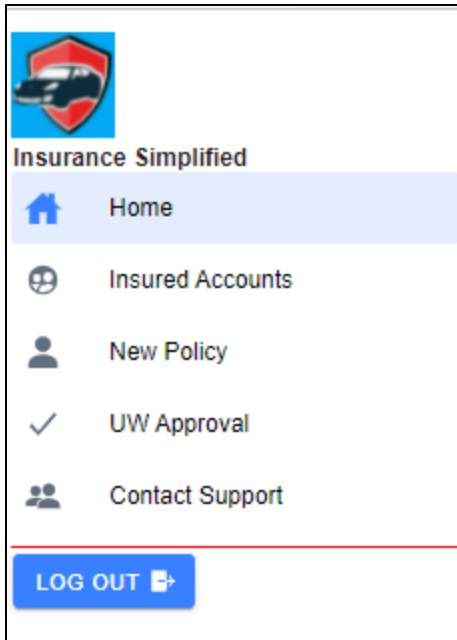 Insurance Simplified
Home
Insured Accounts
New Policy
UW Approval
Contact Support
LOG OUT